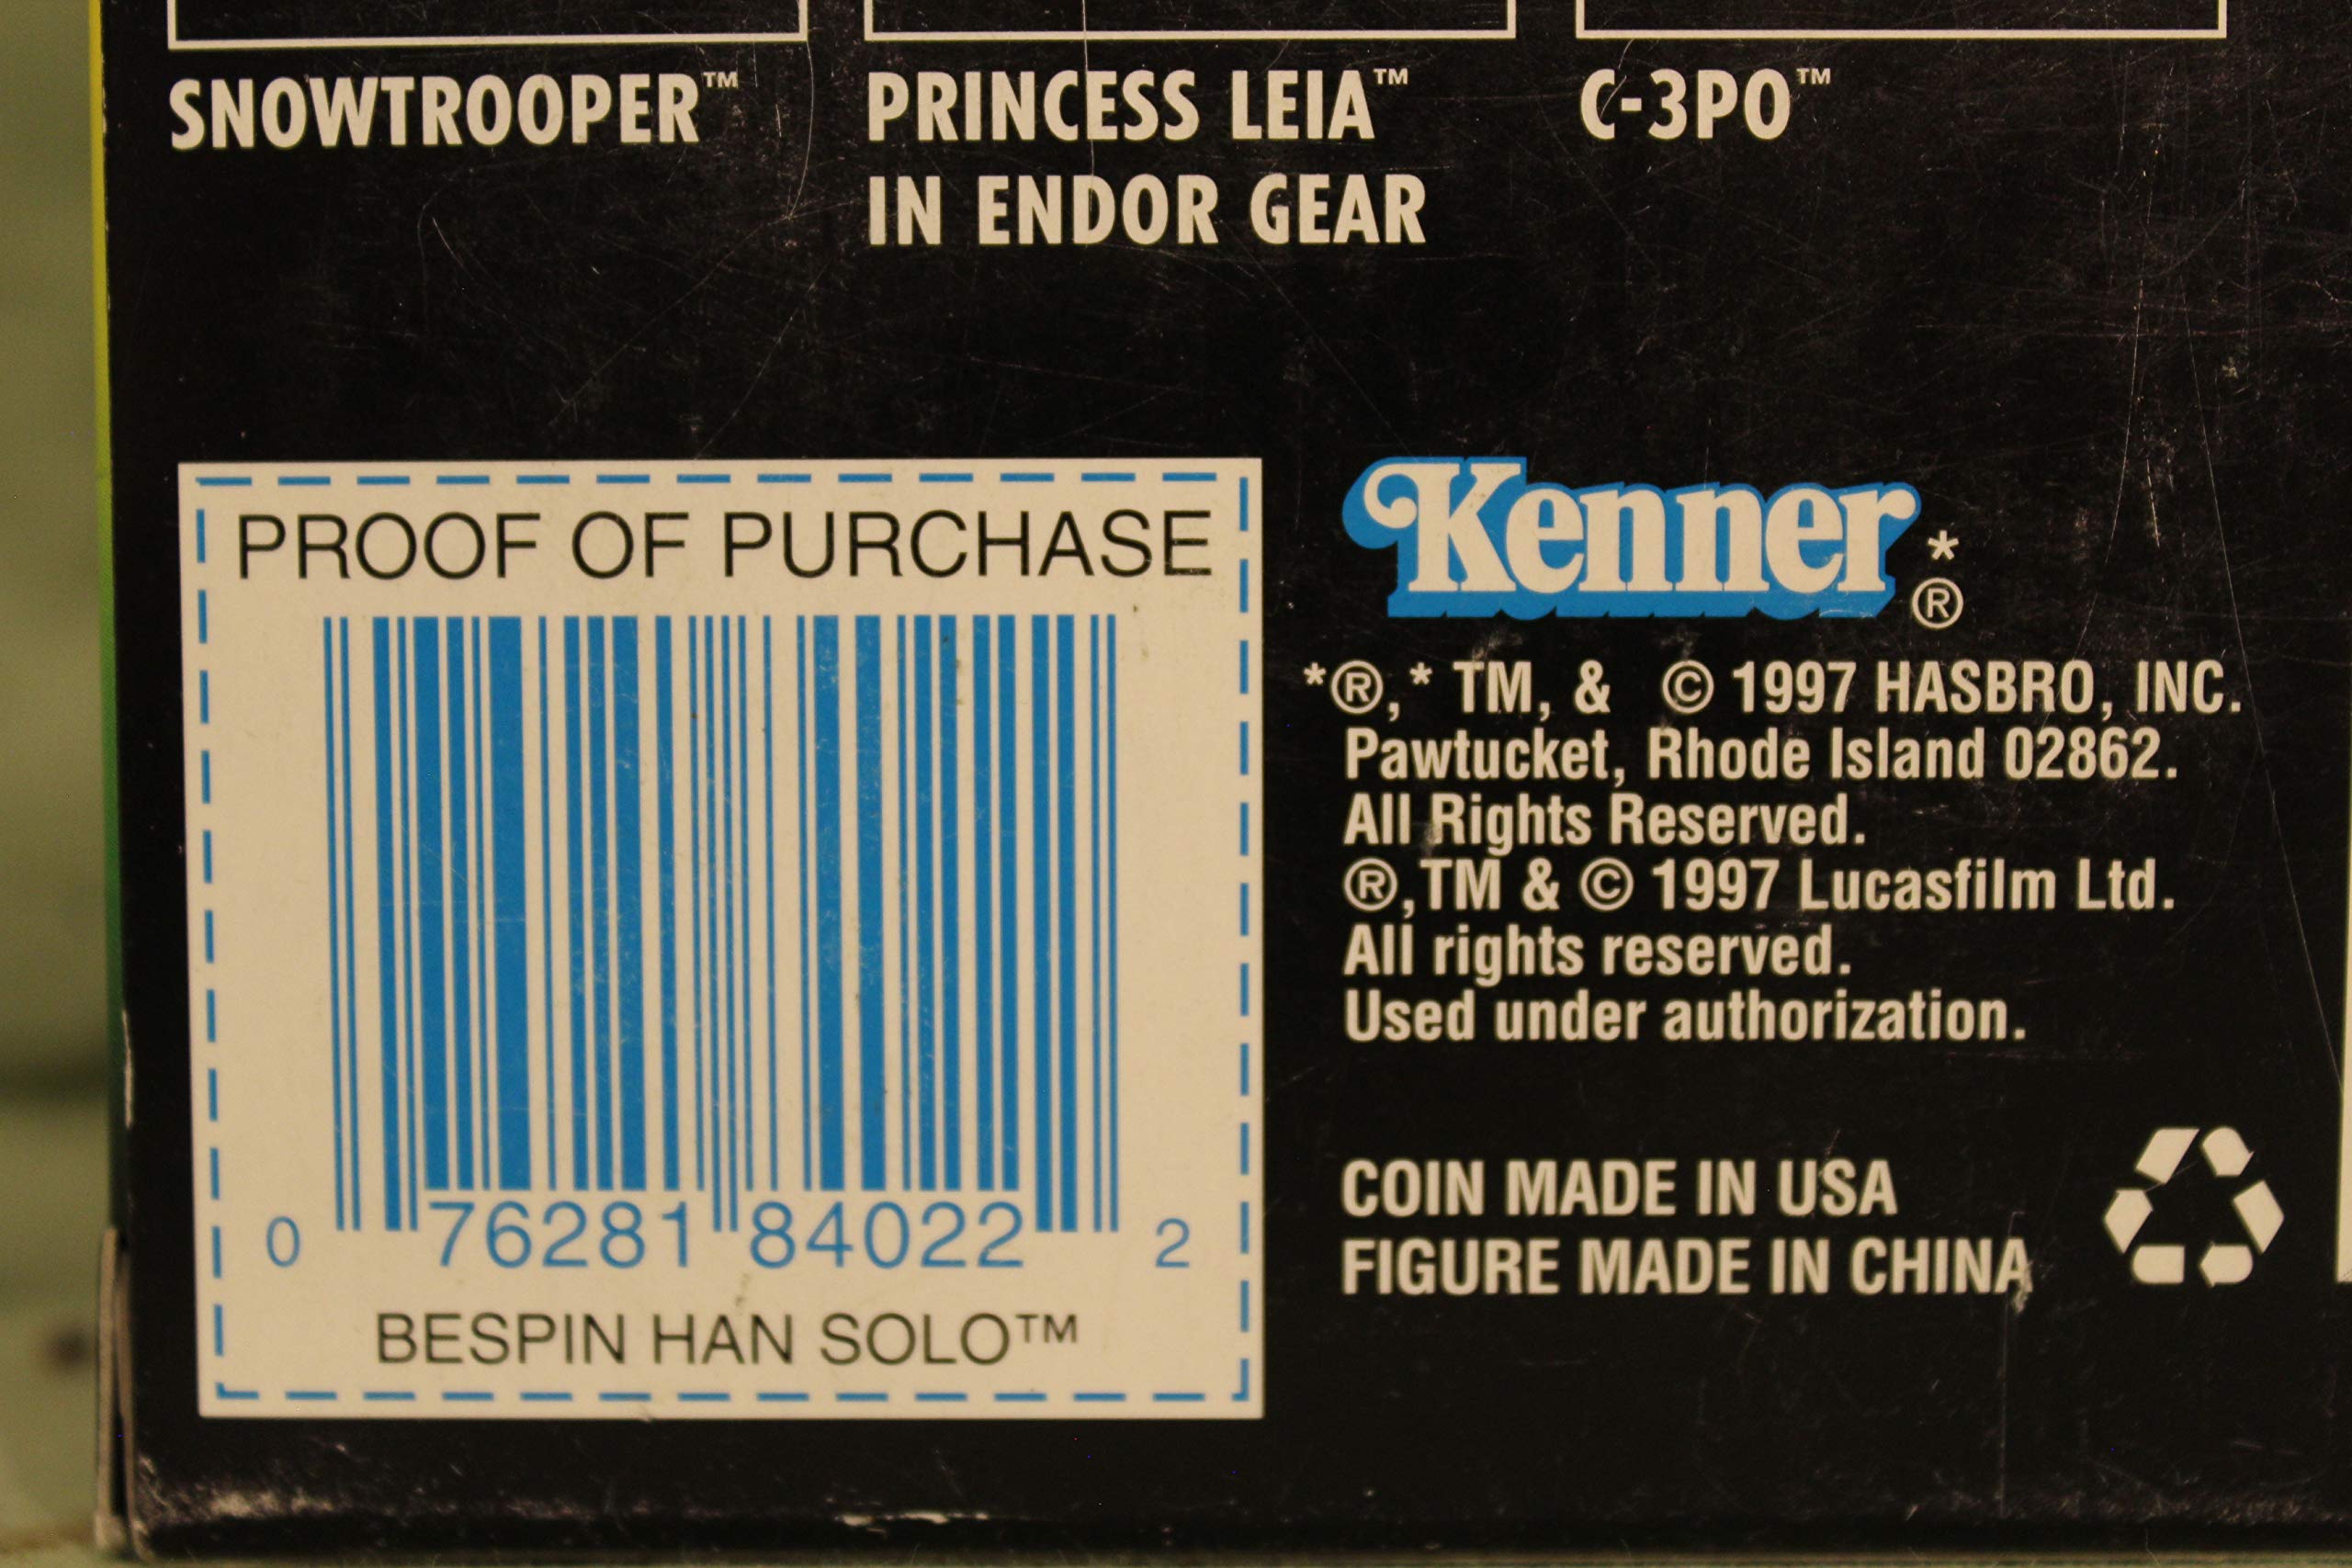 SNOWTROOPER™
PRINCESS LEIA™
IN ENDOR GEAR
C-3PO™
PROOF OF PURCHASE
0 76281 84022 2
BESPIN HAN SOLO™
Kenner*®
*®,* TM, & © 1997 HASBRO, INC.
Pawtucket, Rhode Island 02862.
All Rights Reserved.
®,TM & © 1997 Lucasfilm Ltd.
All rights reserved.
Used under authorization.
COIN MADE IN USA
FIGURE MADE IN CHINA